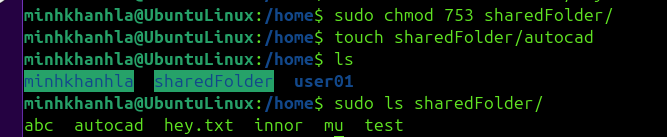 minhkhanhla@UbuntuLinux:/home$ sudo chmod 753 sharedFolder/
minhkhanhla@UbuntuLinux:/home$ touch sharedFolder/autocad
minhkhanhla@UbuntuLinux:/home$ ls
minhkhanhla  sharedFolder  user01
minhkhanhla@UbuntuLinux:/home$ sudo ls sharedFolder/
abc  autocad  hey.txt  innor  mu  test